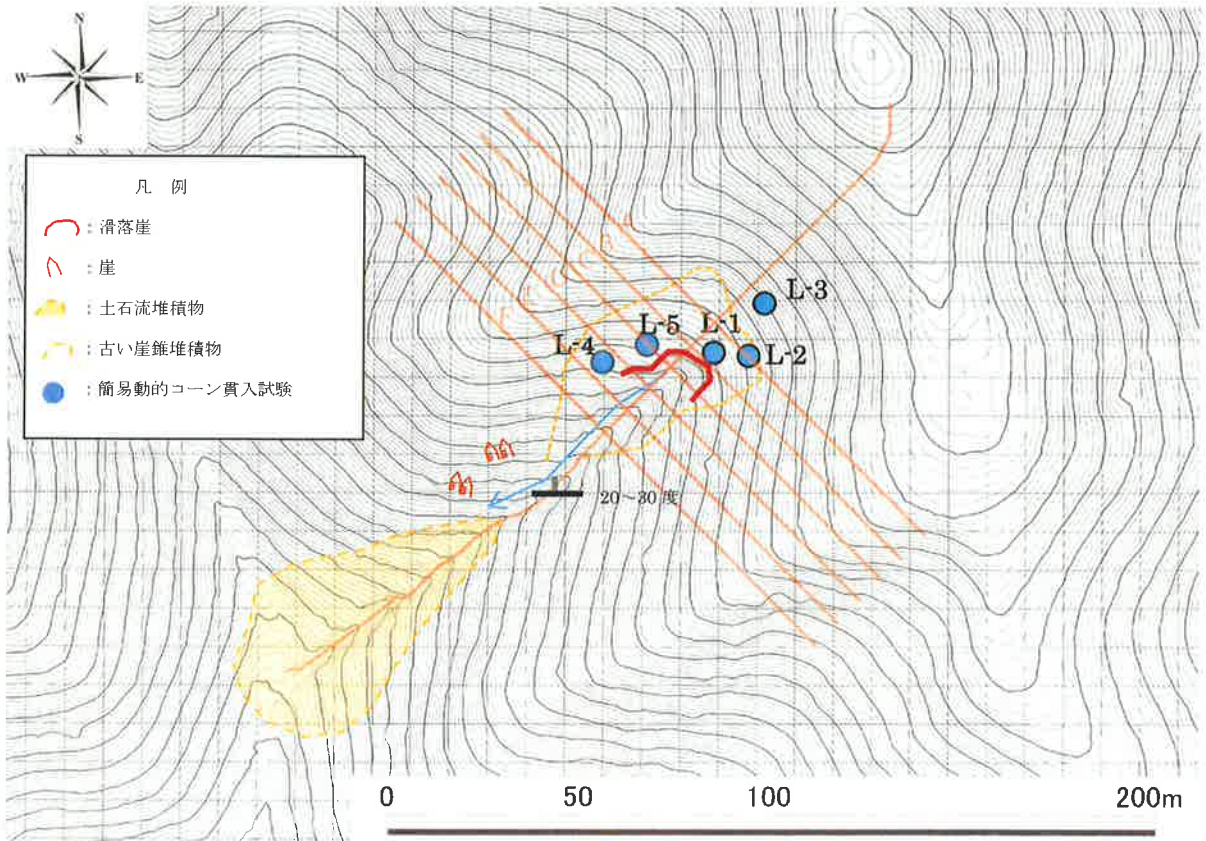 N
W E
S
凡 例
：滑落崖
：崖
：土石流堆積物
：古い崖錐堆積物
：簡易動的コーン貫入試験
L-3
L-5 L-1
L-4 L-2
20～30 度
0 50 100 200m